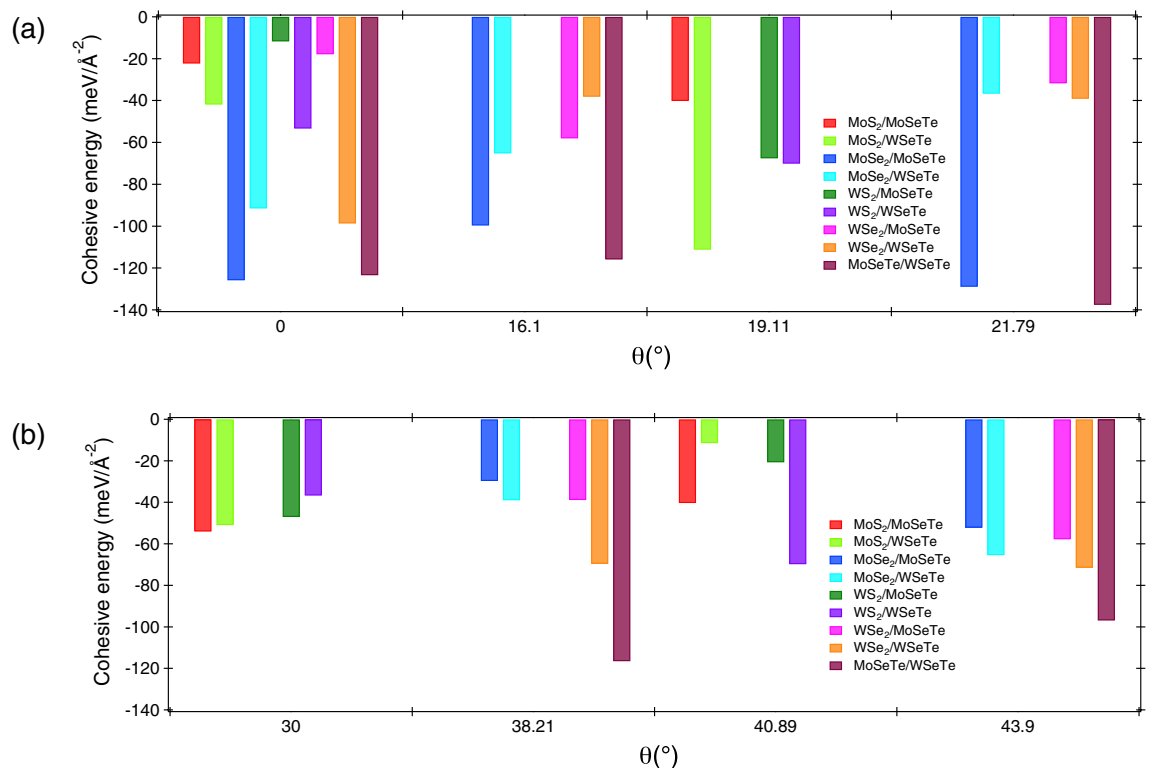 (a)
Cohesive energy (meV/Å⁻²)
0
-20
-40
-60
-80
-100
-120
-140
MoS₂/MoSeTe
MoS₂/WSeTe
MoSe₂/MoSeTe
MoSe₂/WSeTe
WS₂/MoSeTe
WS₂/WSeTe
WSe₂/MoSeTe
WSe₂/WSeTe
MoSeTe/WSeTe
0 16.1 19.11 21.79
θ(°)
(b)
Cohesive energy (meV/Å⁻²)
0
-20
-40
-60
-80
-100
-120
-140
MoS₂/MoSeTe
MoS₂/WSeTe
MoSe₂/MoSeTe
MoSe₂/WSeTe
WS₂/MoSeTe
WS₂/WSeTe
WSe₂/MoSeTe
WSe₂/WSeTe
MoSeTe/WSeTe
30 38.21 40.89 43.9
θ(°)